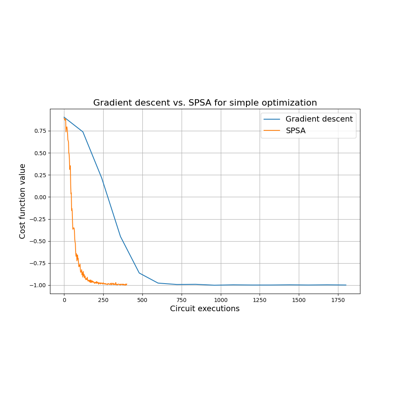 Gradient descent vs. SPSA for simple optimization
Gradient descent
SPSA
Cost function value
0.75
0.50
0.25
0.00
−0.25
−0.50
−0.75
−1.00
0 250 500 750 1000 1250 1500 1750
Circuit executions